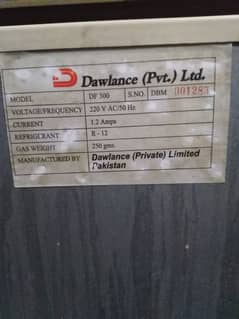 Dawlance (Pvt.) Ltd.
MODEL DF 300 S.NO. DBM 001283
VOLTAGE/FREQUENCY 220 V AC/50 Hz
CURRENT 1.2 Amps
REFRIGERANT R - 12
GAS WEIGHT 250 gms.
MANUFACTURED BY Dawlance (Private) Limited
Pakistan